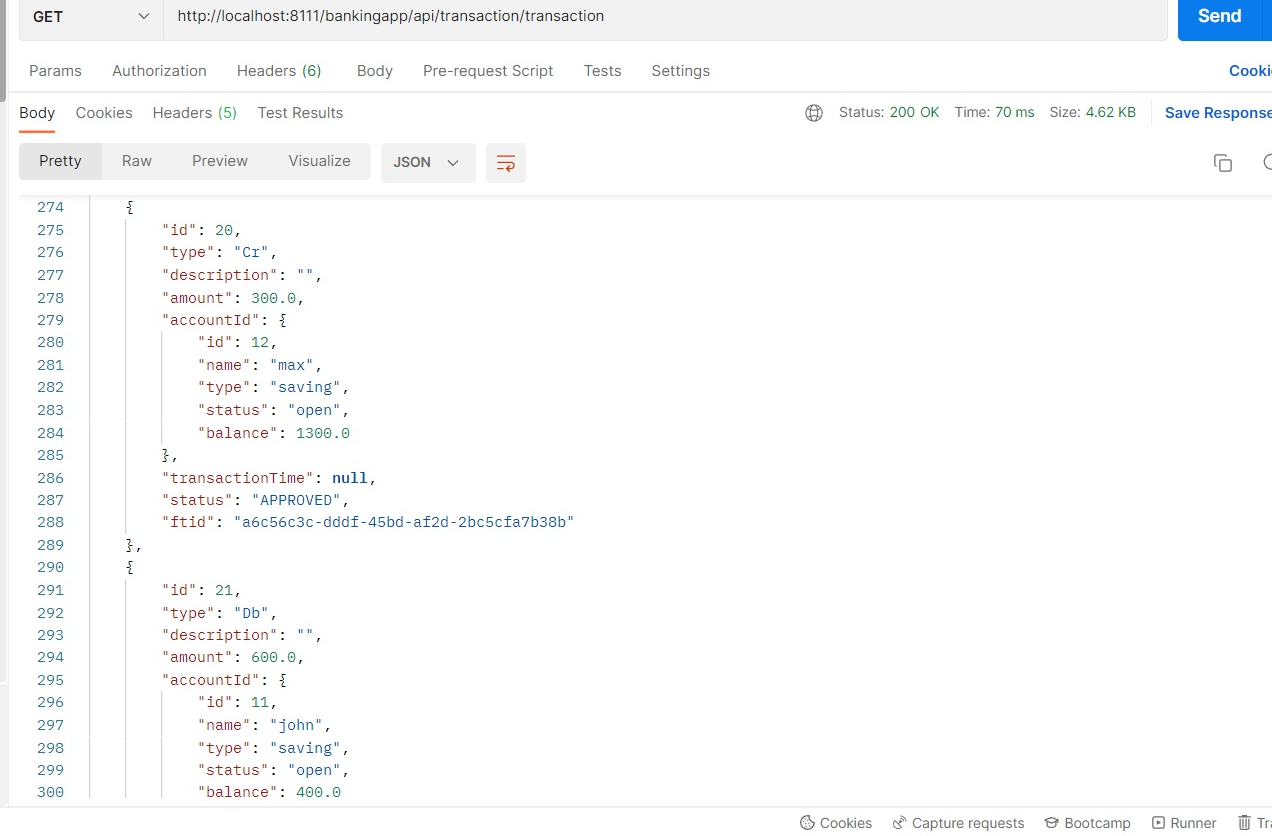 GET http://localhost:8111/bankingapp/api/transaction/transaction Send
Params Authorization Headers (6) Body Pre-request Script Tests Settings Cooki
Body Cookies Headers (5) Test Results Status: 200 OK Time: 70 ms Size: 4.62 KB Save Response
Pretty Raw Preview Visualize JSON
274 {
275 "id": 20,
276 "type": "Cr",
277 "description": "",
278 "amount": 300.0,
279 "accountId": {
280 "id": 12,
281 "name": "max",
282 "type": "saving",
283 "status": "open",
284 "balance": 1300.0
285 },
286 "transactionTime": null,
287 "status": "APPROVED",
288 "ftid": "a6c56c3c-dddf-45bd-af2d-2bc5cfa7b38b"
289 },
290 {
291 "id": 21,
292 "type": "Db",
293 "description": "",
294 "amount": 600.0,
295 "accountId": {
296 "id": 11,
297 "name": "john",
298 "type": "saving",
299 "status": "open",
300 "balance": 400.0
Cookies Capture requests Bootcamp Runner Tra